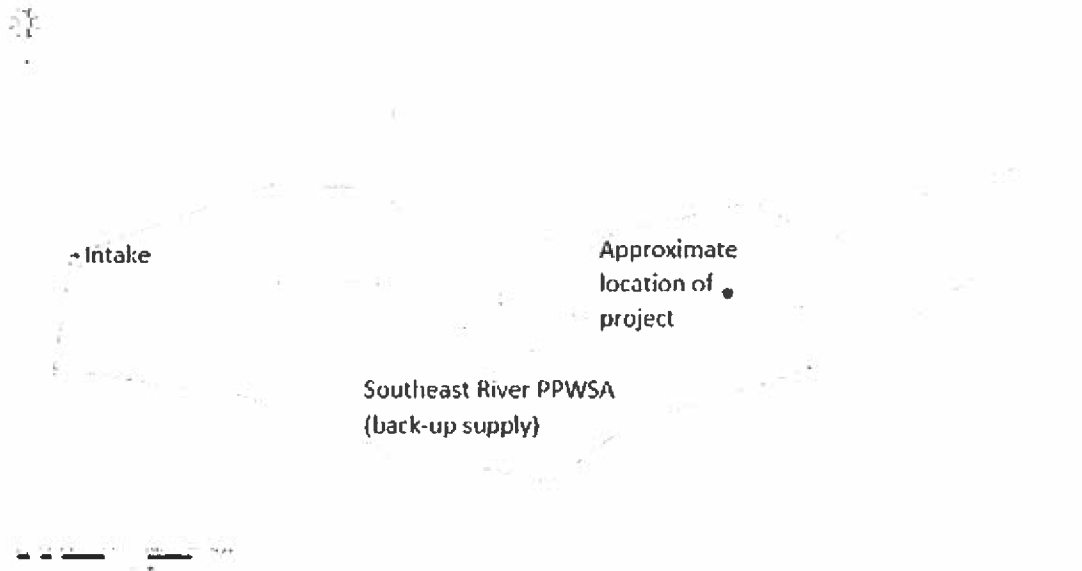 Intake
Approximate
location of
project
Southeast River PPWSA
(back-up supply)